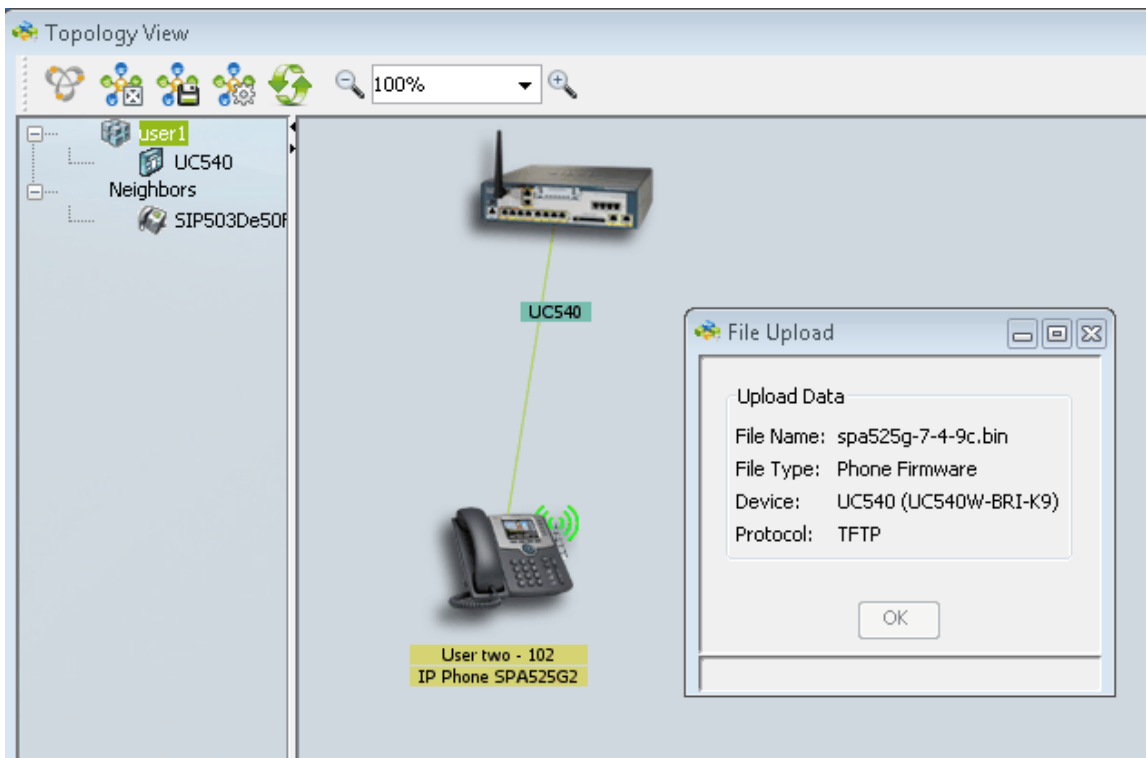 Topology View
100%
user1
UC540
Neighbors
SIP503De50F
UC540
User two - 102
IP Phone SPA525G2
File Upload
Upload Data
File Name: spa525g-7-4-9c.bin
File Type: Phone Firmware
Device: UC540 (UC540W-BRI-K9)
Protocol: TFTP
OK